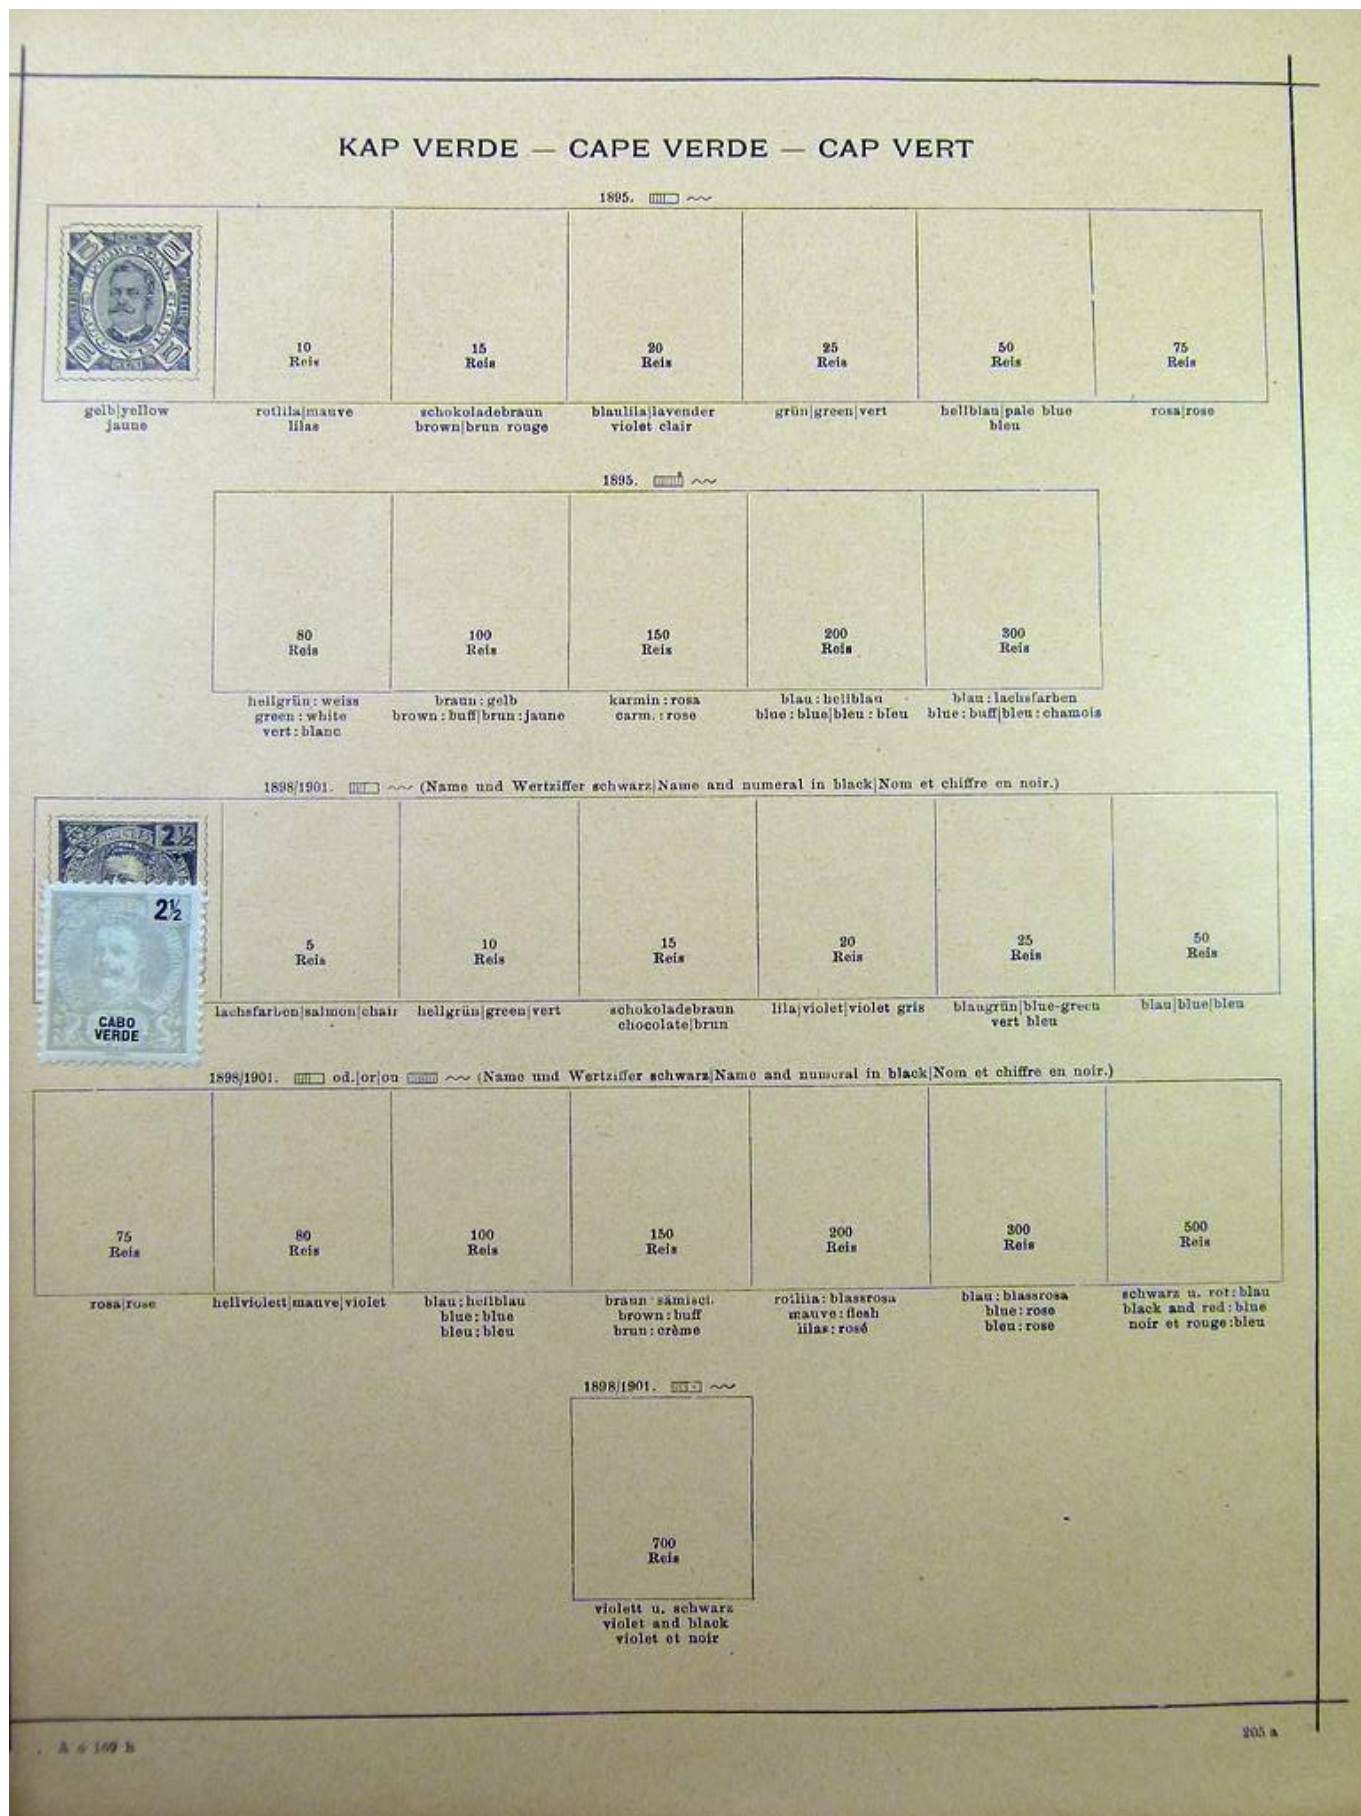 KAP VERDE — CAPE VERDE — CAP VERT
1895.
10
Reis
15
Reis
20
Reis
25
Reis
50
Reis
75
Reis
gelb|yellow
jaune
rotlila|mauve
lilas
schokoladebraun
brown|brun rouge
blaulila|lavender
violet clair
grün|green|vert
hellblau|pale blue
bleu
rosa|rose
1895.
80
Reis
100
Reis
150
Reis
200
Reis
300
Reis
hellgrün : weiss
green : white
vert : blanc
braun : gelb
brown : buff|brun : jaune
karmin : rosa
carm. : rose
blau : hellblau
blue : blue|bleu : bleu
blau : lachsfarben
blue : buff|bleu : chamois
1898/1901. (Name und Wertziffer schwarz|Name and numeral in black|Nom et chiffre en noir.)
2½
2½
CABO
VERDE
5
Reis
10
Reis
15
Reis
20
Reis
25
Reis
50
Reis
lachsfarben|salmon|chair
hellgrün|green|vert
schokoladebraun
chocolate|brun
lila|violet|violet gris
blaugrün|blue-green
vert bleu
blau|blue|bleu
1898/1901. od.|or|ou (Name und Wertziffer schwarz|Name and numeral in black|Nom et chiffre en noir.)
75
Reis
80
Reis
100
Reis
150
Reis
200
Reis
300
Reis
500
Reis
rosa|rose
hellviolett|mauve|violet
blau : hellblau
blue : blue
bleu : bleu
braun : sämisch.
brown : buff
brun : crème
rotlila : blassrosa
mauve : flesh
lilas : rosé
blau : blassrosa
blue : rose
bleu : rose
schwarz u. rot : blau
black and red : blue
noir et rouge : bleu
1898/1901.
700
Reis
violett u. schwarz
violet and black
violet et noir
205 a